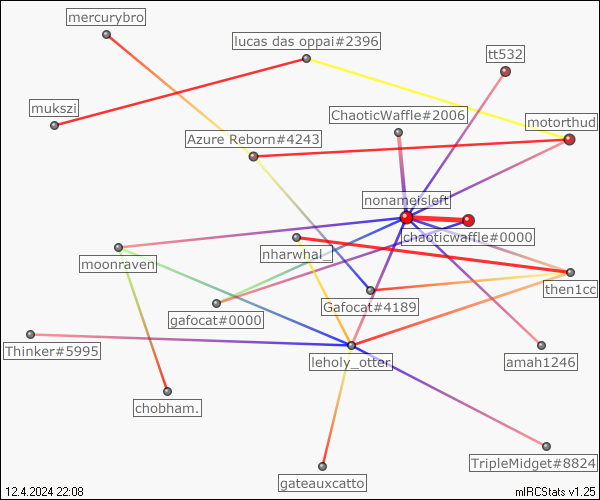 mercurybro
lucas das oppai#2396
tt532
mukszi
ChaoticWaffle#2006
motorthud
Azure Reborn#4243
nonameisleft
chaoticwaffle#0000
nharwhal_
moonraven
then1cc
Gafocat#4189
gafocat#0000
Thinker#5995
leholy_otter
amah1246
chobham.
TripleMidget#8824
gateauxcatto
12.4.2024 22:08
mIRCStats v1.25